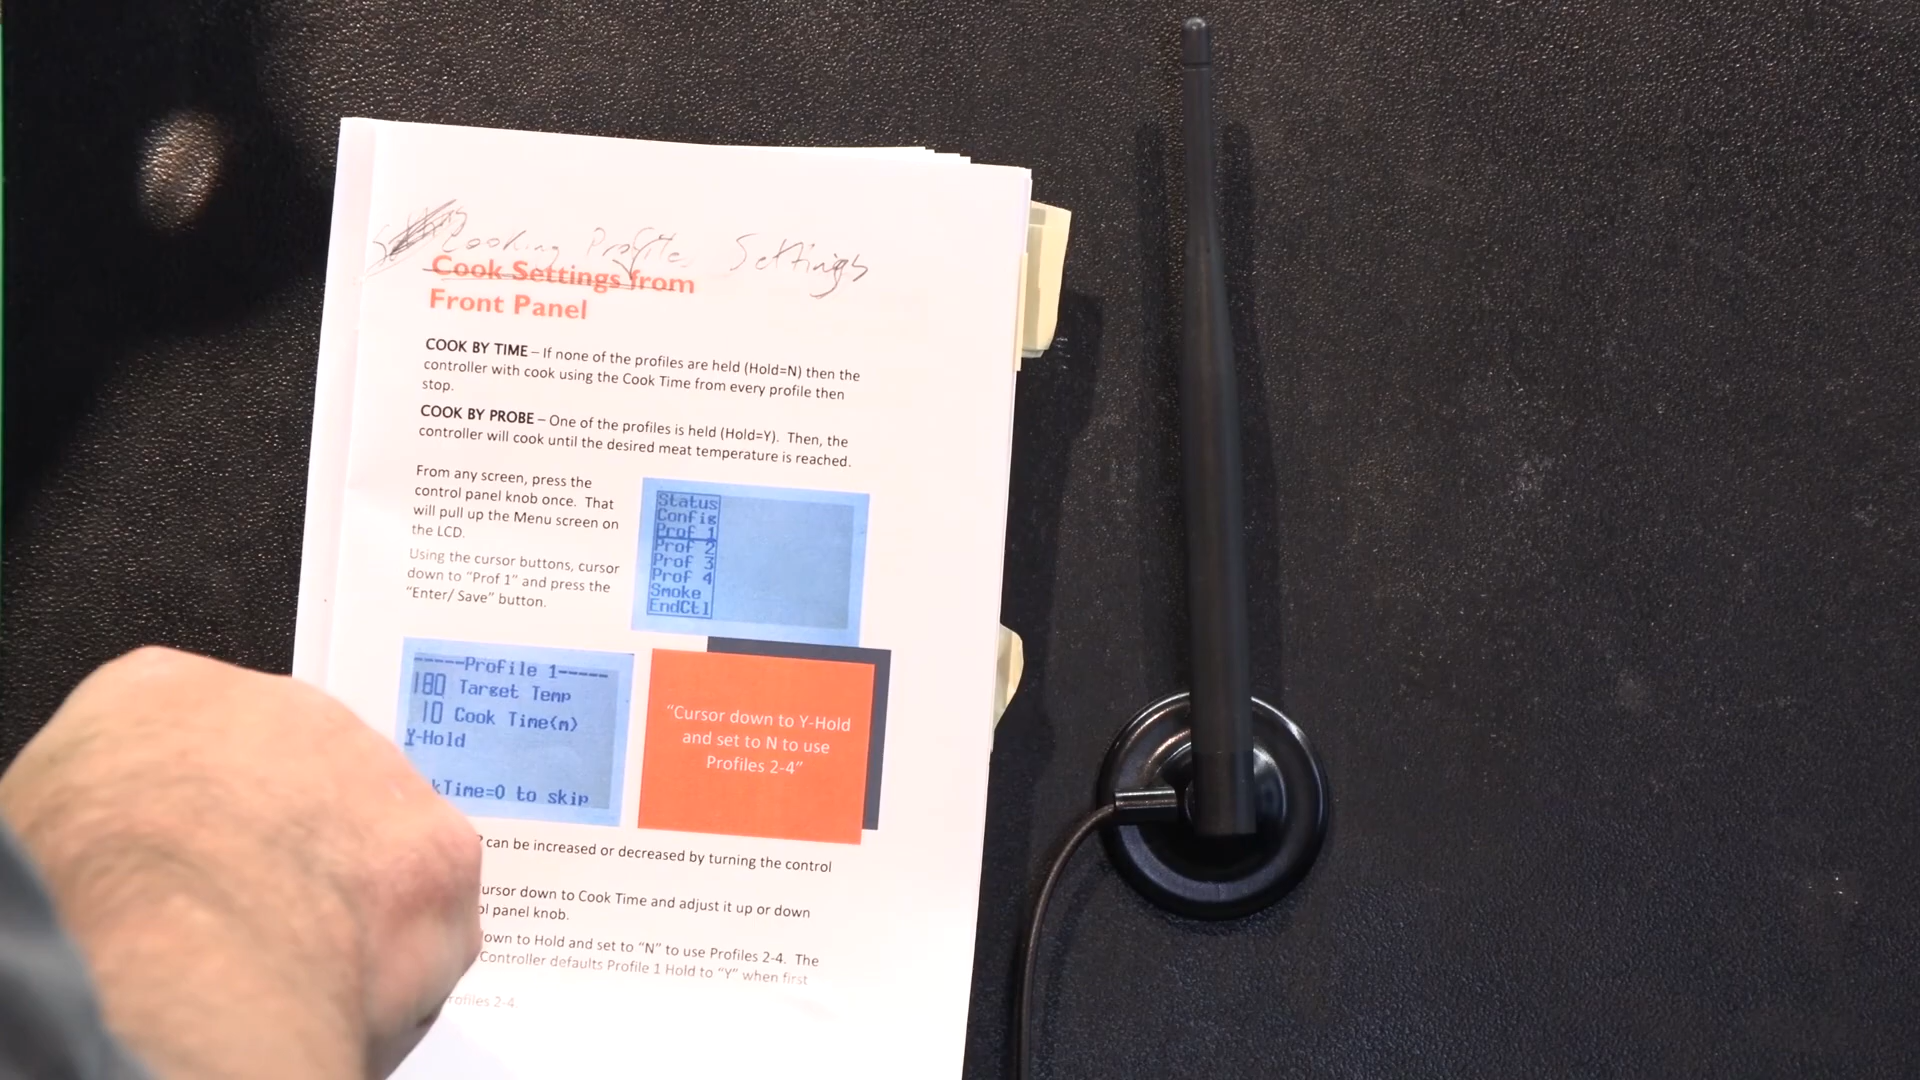 Cooking Profiles Settings
Cook Settings from
Front Panel
COOK BY TIME – If none of the profiles are held (Hold=N) then the
controller with cook using the Cook Time from every profile then
stop.
COOK BY PROBE – One of the profiles is held (Hold=Y). Then, the
controller will cook until the desired meat temperature is reached.
From any screen, press the
control panel knob once. That
will pull up the Menu screen on
the LCD.
Using the cursor buttons, cursor
down to "Prof 1" and press the
"Enter/ Save" button.
Status
Config
Prof 1
Prof 2
Prof 3
Prof 4
Smoke
EndCtl
----Profile 1-----
180 Target Temp
10 Cook Time(m)
Y-Hold
kTime=0 to skip
"Cursor down to Y-Hold
and set to N to use
Profiles 2-4"
can be increased or decreased by turning the control
ursor down to Cook Time and adjust it up or down
ol panel knob.
own to Hold and set to "N" to use Profiles 2-4. The
Controller defaults Profile 1 Hold to "Y" when first
rofiles 2-4.